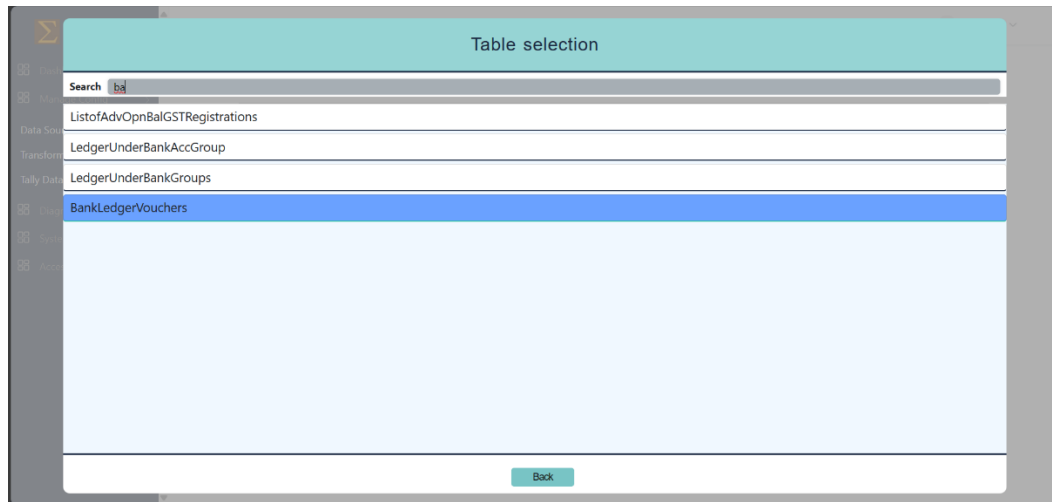 Table selection
Search ba
ListofAdvOpnBalGSTRegistrations
LedgerUnderBankAccGroup
LedgerUnderBankGroups
BankLedgerVouchers
Data Sou
Transform
Tally Data
Back